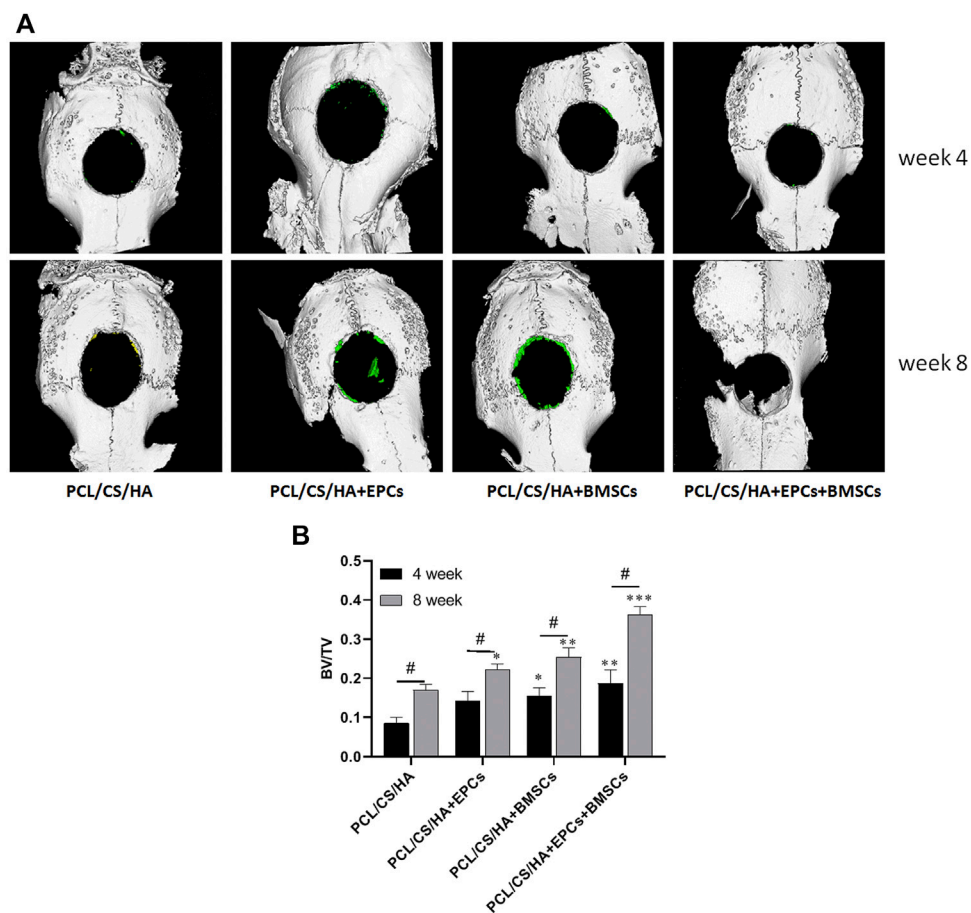 A
week 4
week 8
PCL/CS/HA
PCL/CS/HA+EPCs
PCL/CS/HA+BMSCs
PCL/CS/HA+EPCs+BMSCs
B
0.5
0.4
0.3
0.2
0.1
0.0
BV/TV
4 week
8 week
#
#
*
#
*
**
#
**
***
PCL/CS/HA
PCL/CS/HA+EPCs
PCL/CS/HA+BMSCs
PCL/CS/HA+EPCs+BMSCs